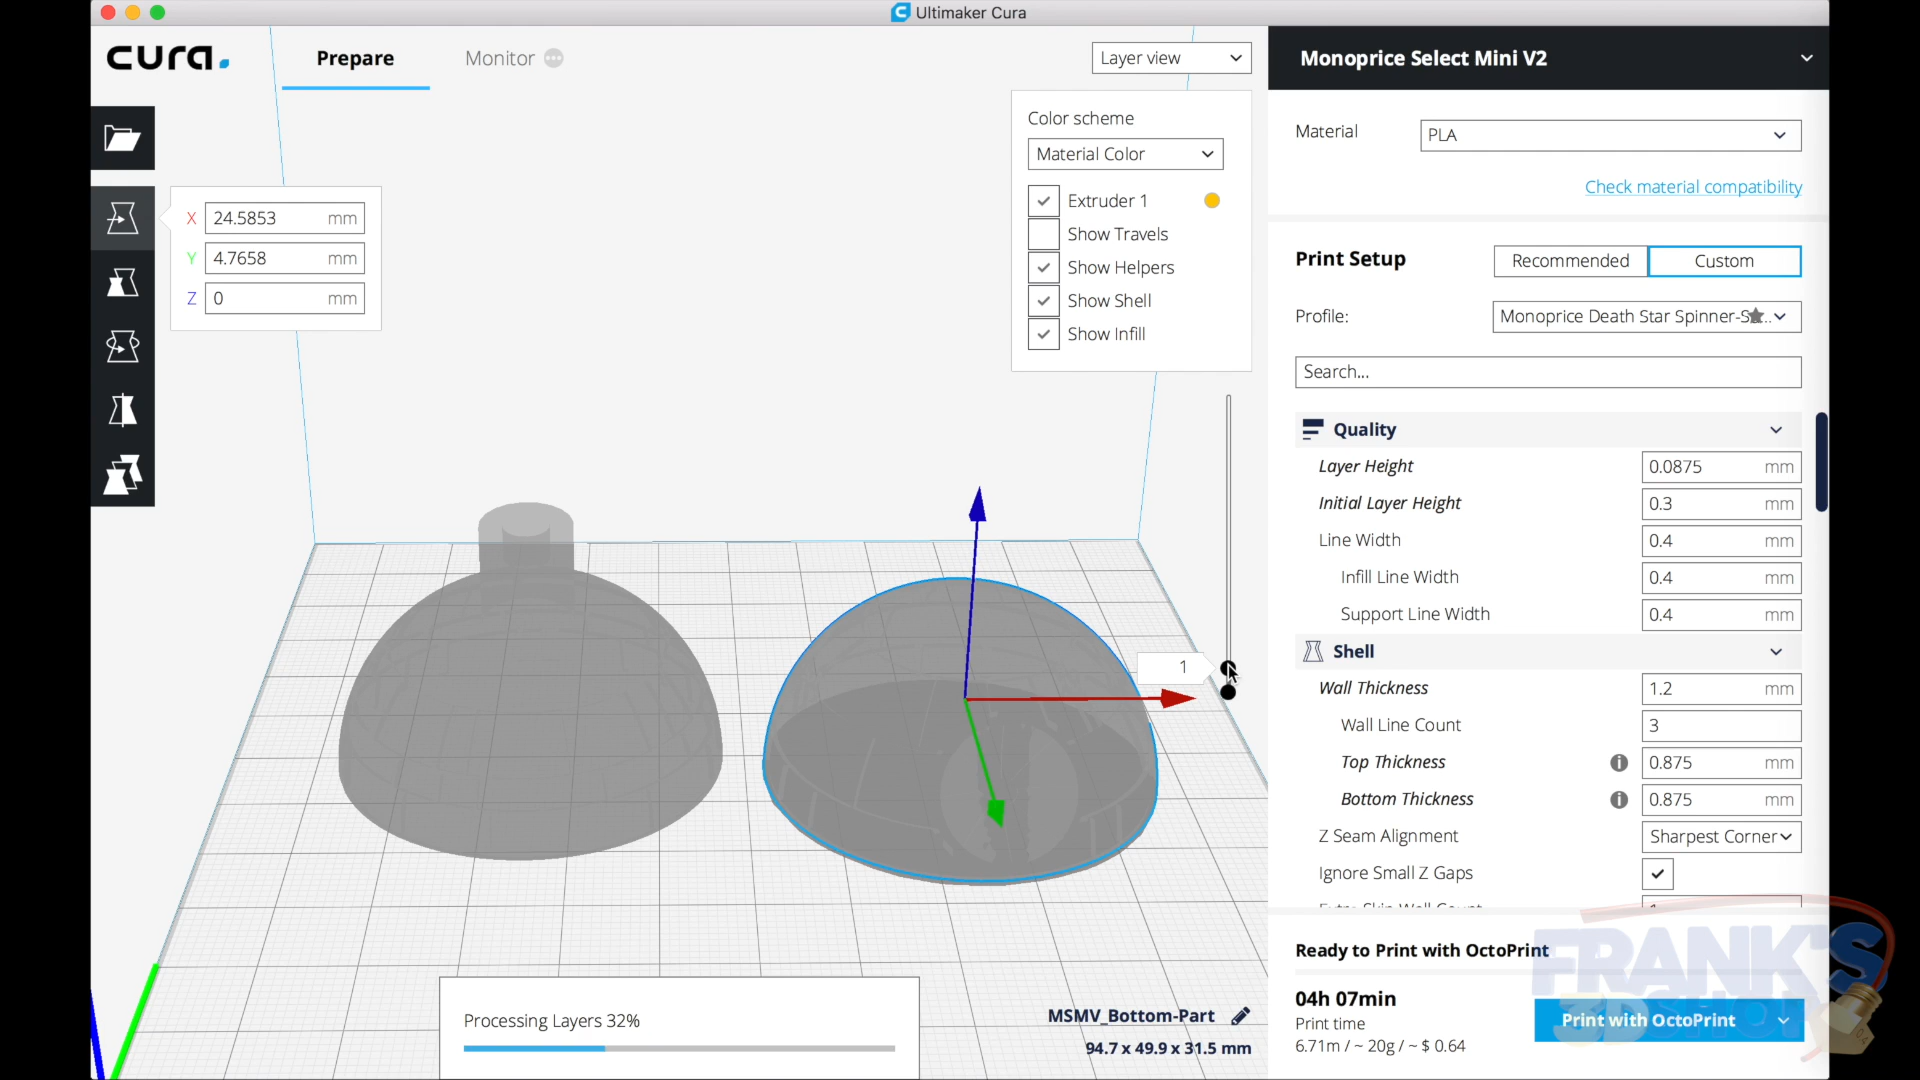 Ultimaker Cura
cura.
Prepare
Monitor
Layer view
Monoprice Select Mini V2
Color scheme
Material Color
Extruder 1
Show Travels
Show Helpers
Show Shell
Show Infill
X 24.5853 mm
Y 4.7658 mm
Z 0 mm
Material PLA
Check material compatibility
Print Setup Recommended Custom
Profile: Monoprice Death Star Spinner-S...
Search...
Quality
Layer Height 0.0875 mm
Initial Layer Height 0.3 mm
Line Width 0.4 mm
Infill Line Width 0.4 mm
Support Line Width 0.4 mm
Shell
Wall Thickness 1.2 mm
Wall Line Count 3
Top Thickness 0.875 mm
Bottom Thickness 0.875 mm
Z Seam Alignment Sharpest Corner
Ignore Small Z Gaps
1
Ready to Print with OctoPrint
04h 07min
Print time
6.71m / ~ 20g / ~ $ 0.64
Print with OctoPrint
FRANK'S
3D SHOP
Processing Layers 32%
MSMV_Bottom-Part
94.7 x 49.9 x 31.5 mm